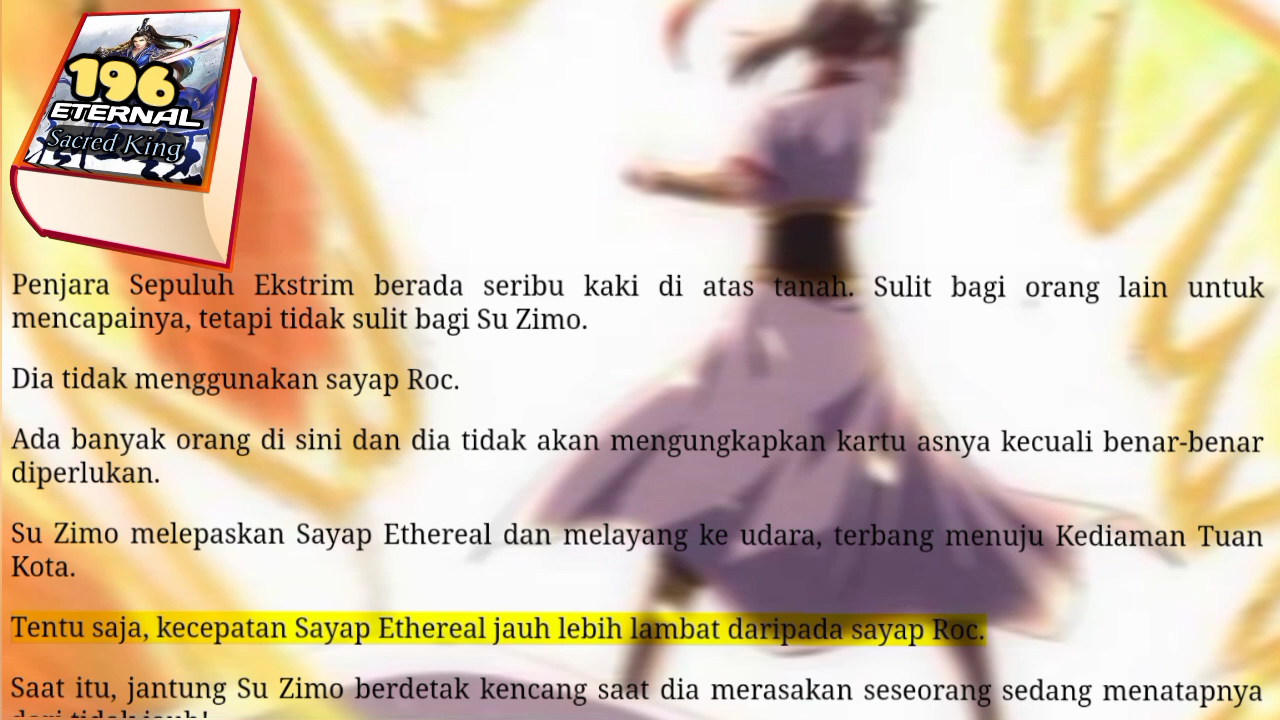 196
ETERNAL
Sacred King
Penjara Sepuluh Ekstrim berada seribu kaki di atas tanah. Sulit bagi orang lain untuk
mencapainya, tetapi tidak sulit bagi Su Zimo.
Dia tidak menggunakan sayap Roc.
Ada banyak orang di sini dan dia tidak akan mengungkapkan kartu asnya kecuali benar-benar
diperlukan.
Su Zimo melepaskan Sayap Ethereal dan melayang ke udara, terbang menuju Kediaman Tuan
Kota.
Tentu saja, kecepatan Sayap Ethereal jauh lebih lambat daripada sayap Roc.
Saat itu, jantung Su Zimo berdetak kencang saat dia merasakan seseorang sedang menatapnya
dari tidak jauh!